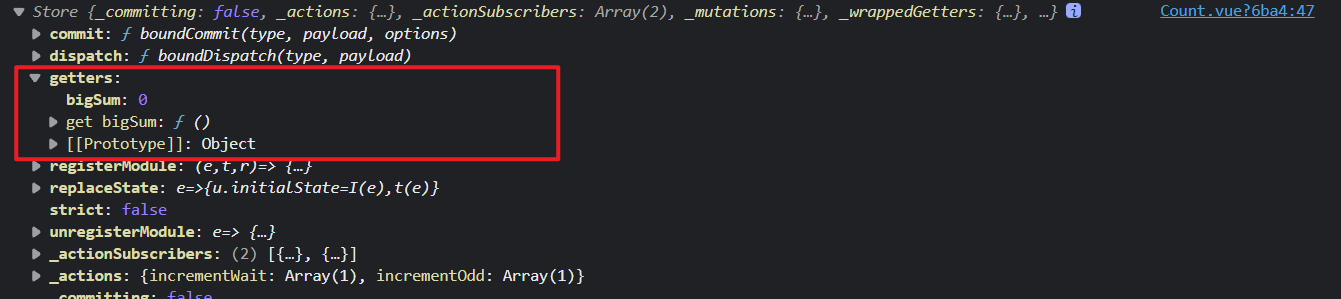 ▼ Store {_committing: false, _actions: {…}, _actionSubscribers: Array(2), _mutations: {…}, _wrappedGetters: {…}, …} i Count.vue?6ba4:47
▶ commit: ƒ boundCommit(type, payload, options)
▶ dispatch: ƒ boundDispatch(type, payload)
▼ getters:
bigSum: 0
▶ get bigSum: ƒ ()
▶ [[Prototype]]: Object
▶ registerModule: (e,t,r)=> {…}
▶ replaceState: e=>{u.initialState=I(e),t(e)}
strict: false
▶ unregisterModule: e=> {…}
▶ _actionSubscribers: (2) [{…}, {…}]
▶ _actions: {incrementWait: Array(1), incrementOdd: Array(1)}
_committing: false